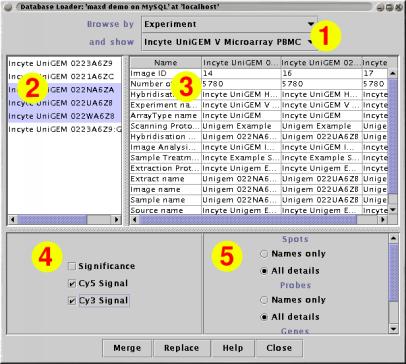 Database Loader: 'maxd demo on MySQL' at 'localhost'
Browse by Experiment
and show Incyte UniGEM V Microarray PBMC
1
Incyte UniGEM 0223A6Z9
Incyte UniGEM 0221A6ZC
Incyte UniGEM 022NA6ZA
Incyte UniGEM 022UA6Z8
Incyte UniGEM 022WA6Z8
Incyte UniGEM 0223A6Z9:G
2
Name Incyte UniGEM 0... Incyte UniGEM 02... Incyte
Image ID 14 16 17
Number o 5780 5780 5780
Hybridisat Incyte UniGEM H... Incyte UniGEM H... Incyte
Experiment na... Incyte UniGEM V ... Incyte UniGEM V ... Incyte
ArrayType name Incyte UniGEM Incyte UniGEM Incyte
Scanning Proto... Unigem Example Unigem Example Unige
Hybridisation ... Incyte 022NA6... Incyte 022UA6Z8 Unige
Image Analysi... Incyte UniGEM I... Incyte UniGEM I... Incyte
Sample Treatm... Incyte Example S... Incyte Example S... Incyte
Extraction Prot... Incyte Unigem E... Incyte Unigem E... Incyte
Extract name Unigem 022NA6... Unigem 022UA6Z8 Unige
Image name Unigem 022NA6... Unigem 022UA6Z8 Unige
Sample name Unigem 022NA6... Unigem 022UA6Z8 Unige
Source name Incyte Unigem E... Incyte Unigem E... Incyte
3
4
Significance
Cy5 Signal
Cy3 Signal
5
Spots
Names only
All details
Probes
Names only
All details
Genes
Merge Replace Help Close